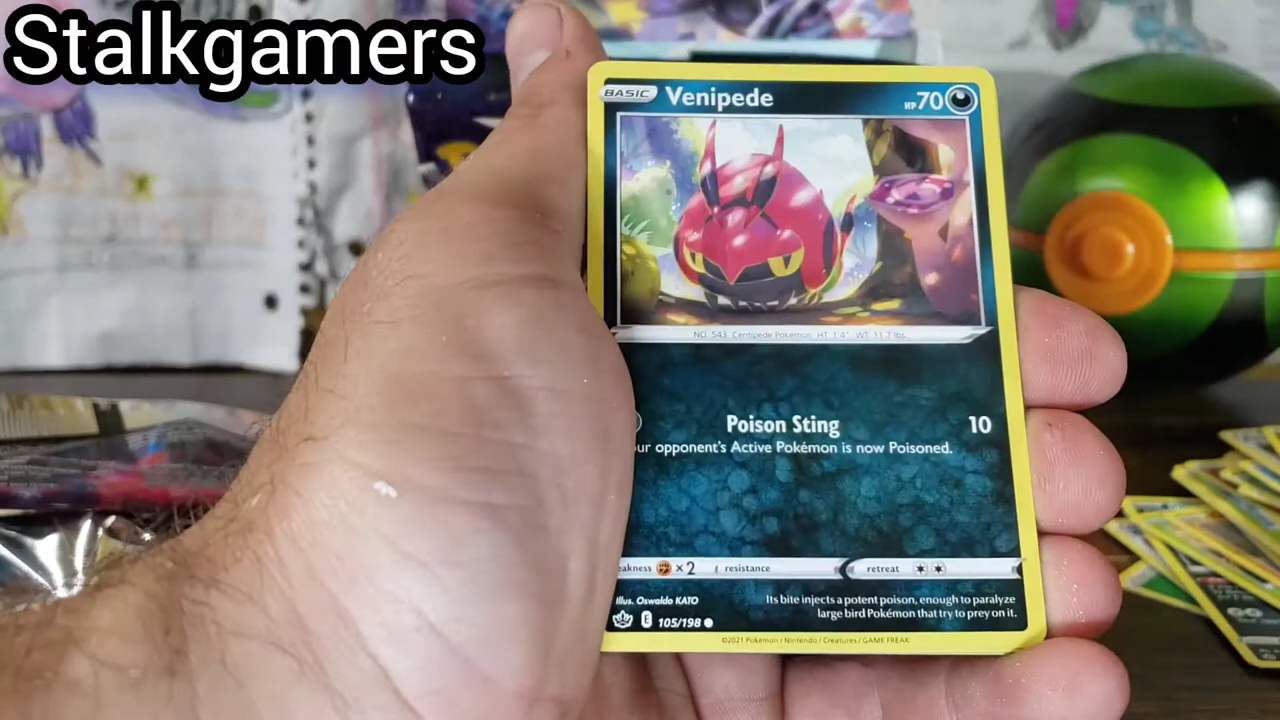 Stalkgamers
BASIC Venipede HP 70
NO. 543 Centipede Pokémon HT: 1'4" WT: 11.7 lbs.
Poison Sting 10
our opponent's Active Pokémon is now Poisoned.
eakness ×2 resistance retreat
Illus. Oswaldo KATO
Its bite injects a potent poison, enough to paralyze
large bird Pokémon that try to prey on it.
E 105/198
©2021 Pokémon / Nintendo / Creatures / GAME FREAK